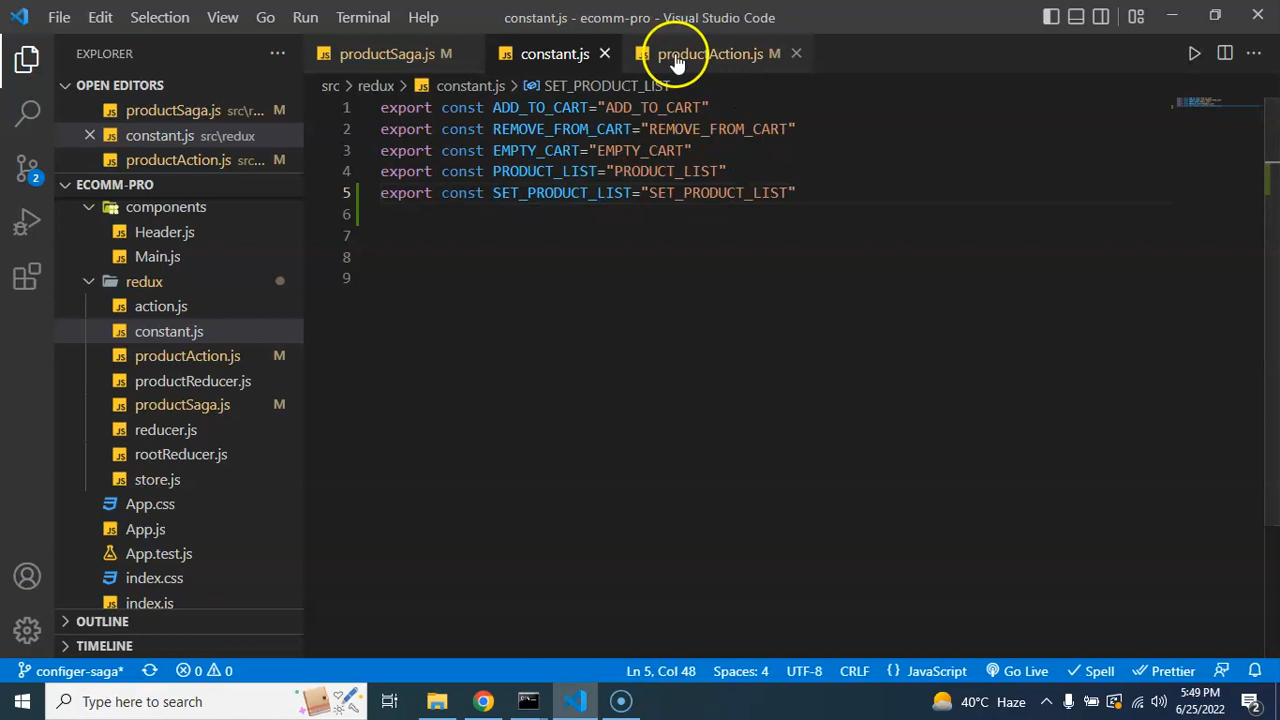 File Edit Selection View Go Run Terminal Help constant.js - ecomm-pro - Visual Studio Code
EXPLORER
productSaga.js M constant.js productAction.js M
OPEN EDITORS
productSaga.js src\r...
constant.js src\redux
productAction.js src\... M
ECOMM-PRO
components
Header.js
Main.js
redux
action.js
constant.js
productAction.js M
productReducer.js
productSaga.js M
reducer.js
rootReducer.js
store.js
App.css
App.js
App.test.js
index.css
index.js
OUTLINE
TIMELINE
src > redux > constant.js > SET_PRODUCT_LIST
1 export const ADD_TO_CART="ADD_TO_CART"
2 export const REMOVE_FROM_CART="REMOVE_FROM_CART"
3 export const EMPTY_CART="EMPTY_CART"
4 export const PRODUCT_LIST="PRODUCT_LIST"
5 export const SET_PRODUCT_LIST="SET_PRODUCT_LIST"
6
7
8
9
2
configer-saga* 0 0 Ln 5, Col 48 Spaces: 4 UTF-8 CRLF { } JavaScript Go Live Spell Prettier
Type here to search 40°C Haze 5:49 PM
6/25/2022 2